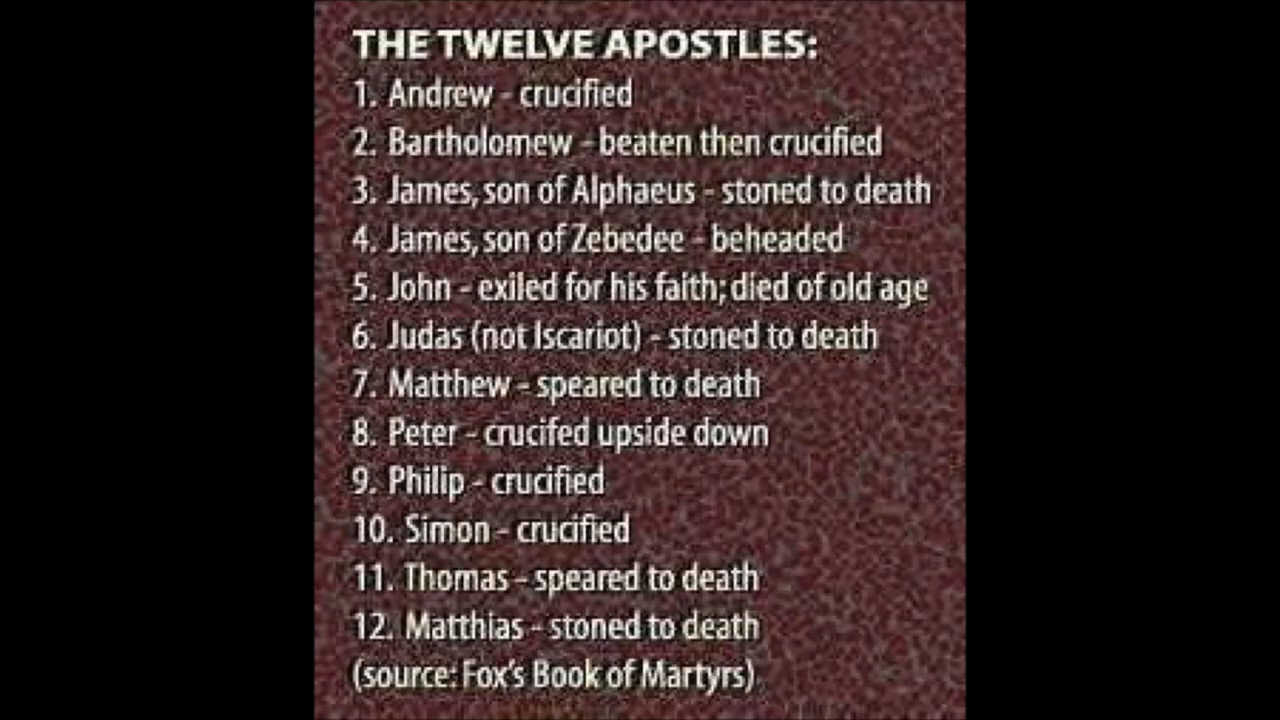 THE TWELVE APOSTLES:
1. Andrew - crucified
2. Bartholomew - beaten then crucified
3. James, son of Alphaeus - stoned to death
4. James, son of Zebedee - beheaded
5. John - exiled for his faith; died of old age
6. Judas (not Iscariot) - stoned to death
7. Matthew - speared to death
8. Peter - crucifed upside down
9. Philip - crucified
10. Simon - crucified
11. Thomas - speared to death
12. Matthias - stoned to death
(source: Fox's Book of Martyrs)